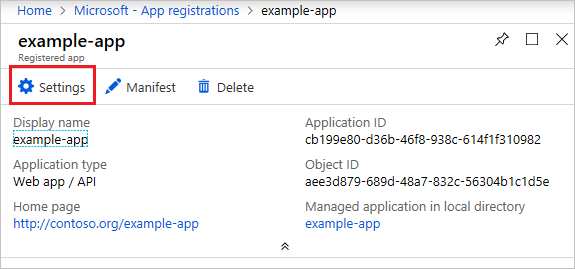 Home > Microsoft - App registrations > example-app
example-app
Registered app
Settings Manifest Delete
Display name
example-app
Application type
Web app / API
Home page
http://contoso.org/example-app
Application ID
cb199e80-d36b-46f8-938c-614f1f310982
Object ID
aee3d879-689d-48a7-832c-56304b1c1d5e
Managed application in local directory
example-app